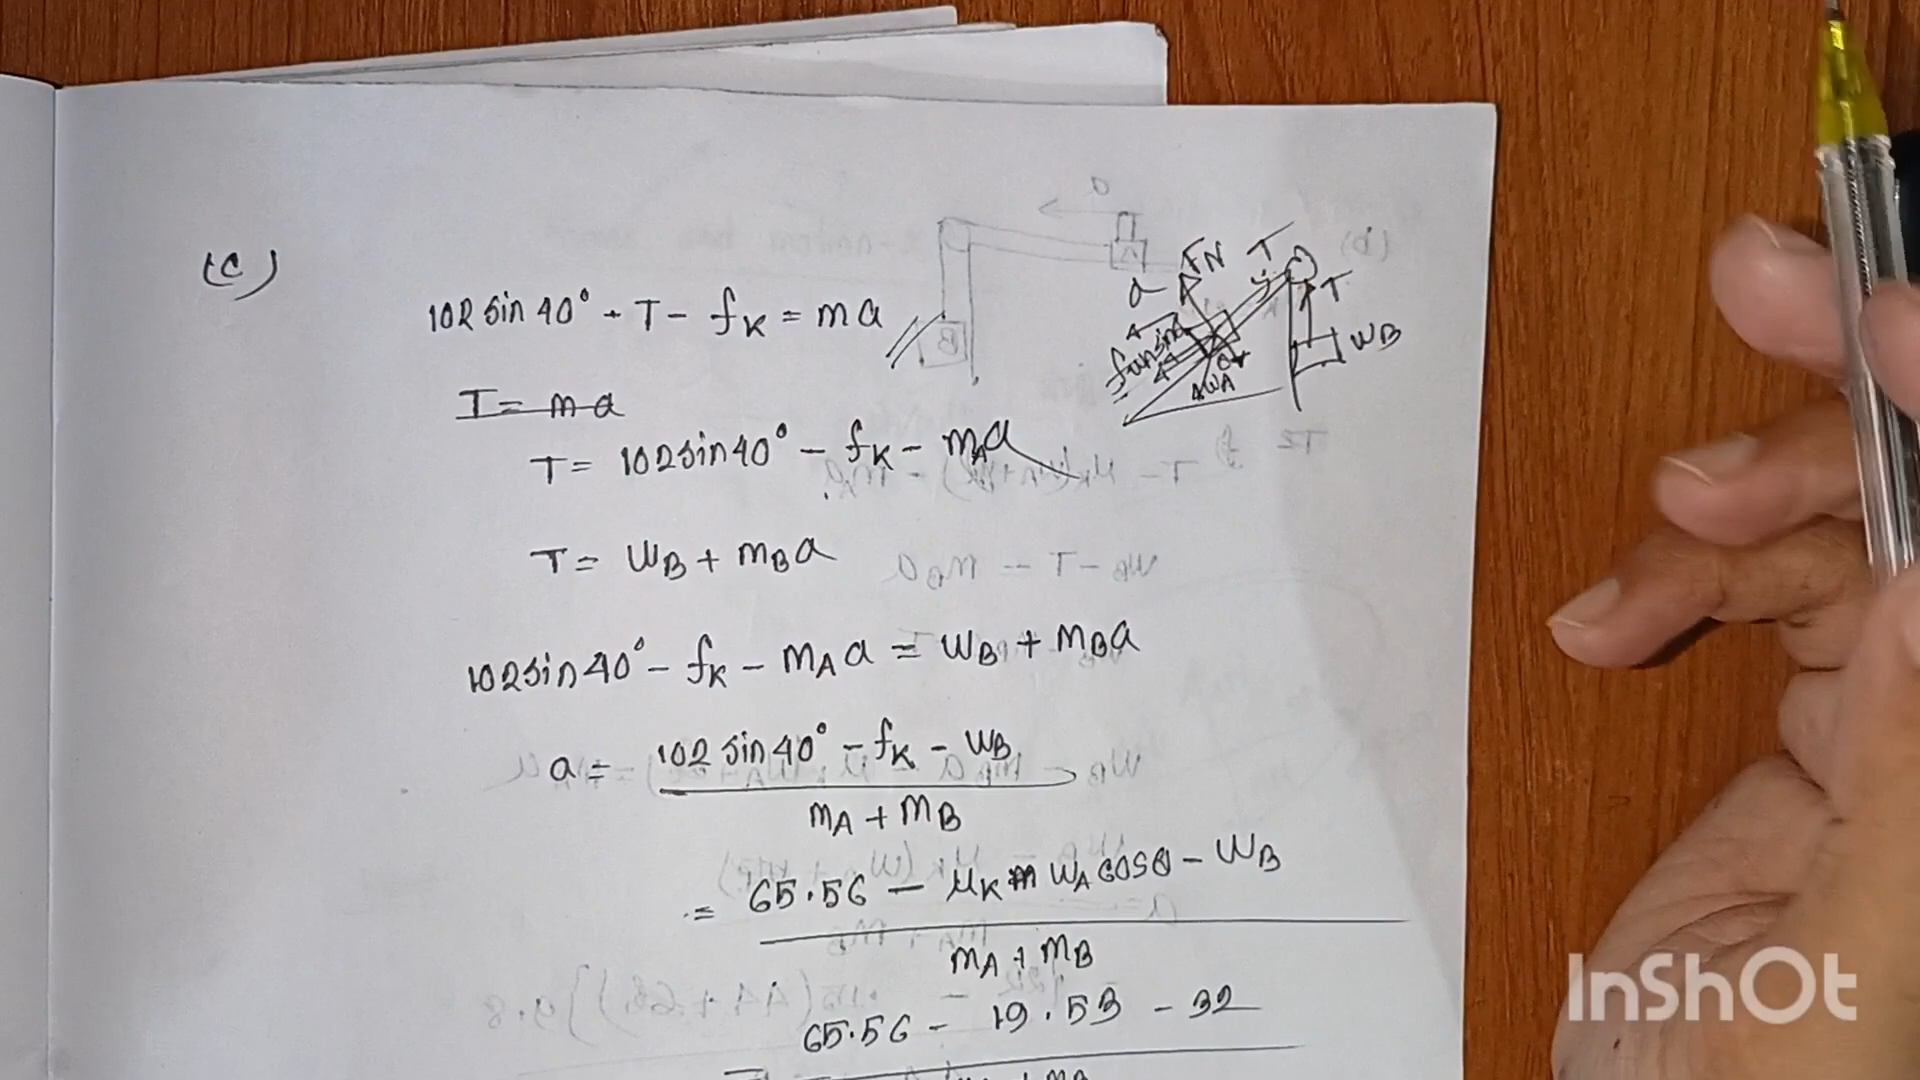 (c)
102 sin 40° - T - fK = ma
FN T
a
T
WB
WA
T = ma
T = 102 sin 40° - fK - mAa
T = WB + mBa
102 sin 40° - fK - mAa = WB + mBa
a = 102 sin 40° - fK - WB
mA + mB
= 65.56 - μK WA cosθ - WB
mA + mB
65.56 - 19.53 - 32
InShOt